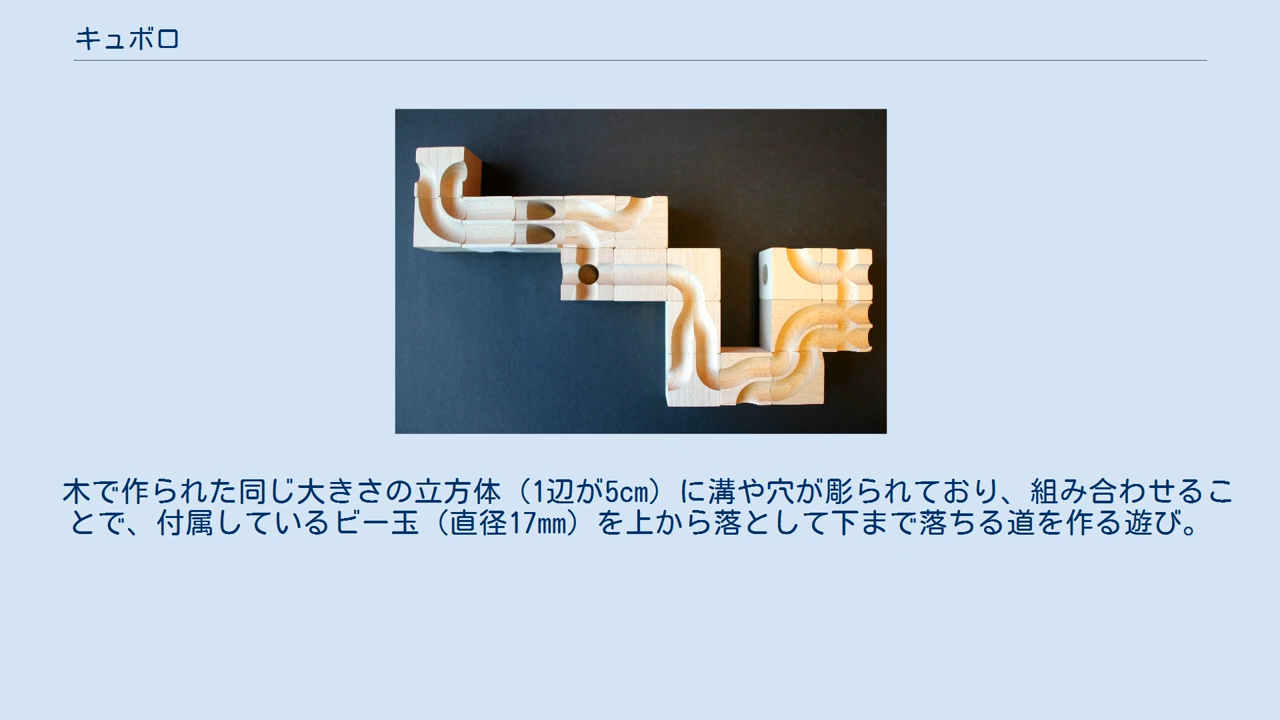 キュボロ
木で作られた同じ大きさの立方体（1辺が5cm）に溝や穴が彫られており、組み合わせるこ
とで、付属しているビー玉（直径17mm）を上から落として下まで落ちる道を作る遊び。